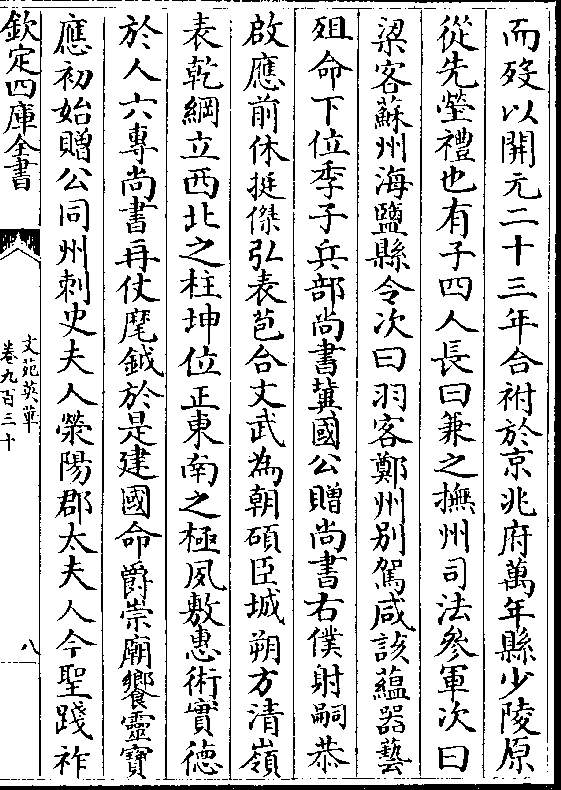 而歿以開元二十三年合祔於京兆府萬年縣少陵原
從先塋禮也有子四人長曰兼之撫州司法參軍次曰
梁客蘇州海鹽縣令次曰羽客鄭州别駕咸該蘊器藝
殂命下位季子兵部尚書冀國公贈尚書右僕射嗣恭
啟應前休挺傑弘表苞合文武為朝碩臣城朔方清嶺
表乾綱立西北之柱坤位正東南之極夙敷惠術實德
於人六專尚書再仗麾鉞於是建國命爵崇廟饗靈寶
應初始贈公同州刺史夫人滎陽郡太夫人今聖踐祚
欽定四庫全書
文苑英華
卷九百三十
八